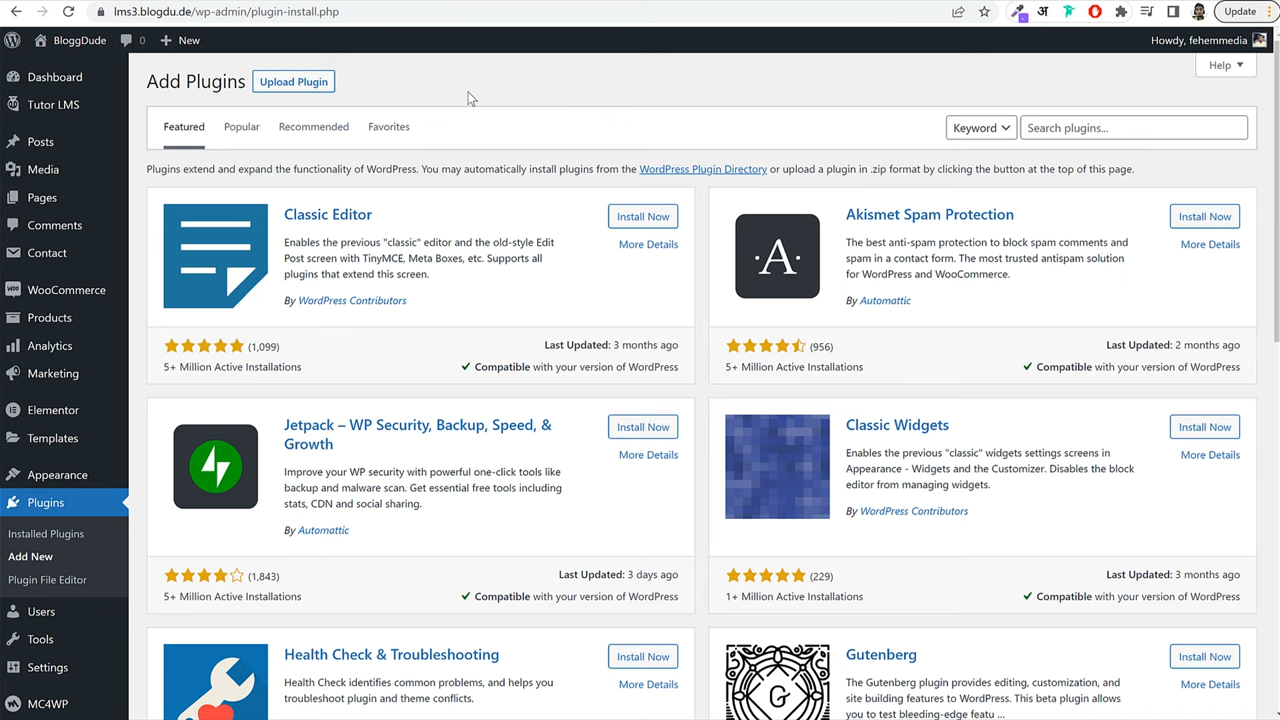 lms3.blogdu.de/wp-admin/plugin-install.php
अ
Update
BloggDude
0
New
Howdy, fehemmedia
Dashboard
Tutor LMS
Posts
Media
Pages
Comments
Contact
WooCommerce
Products
Analytics
Marketing
Elementor
Templates
Appearance
Plugins
Installed Plugins
Add New
Plugin File Editor
Users
Tools
Settings
MC4WP
Help
Add Plugins
Upload Plugin
Featured
Popular
Recommended
Favorites
Keyword
Search plugins...
Plugins extend and expand the functionality of WordPress. You may automatically install plugins from the WordPress Plugin Directory or upload a plugin in .zip format by clicking the button at the top of this page.
Classic Editor
Install Now
More Details
Enables the previous "classic" editor and the old-style Edit
Post screen with TinyMCE, Meta Boxes, etc. Supports all
plugins that extend this screen.
By WordPress Contributors
(1,099)
Last Updated: 3 months ago
5+ Million Active Installations
Compatible with your version of WordPress
A
Akismet Spam Protection
Install Now
More Details
The best anti-spam protection to block spam comments and
spam in a contact form. The most trusted antispam solution
for WordPress and WooCommerce.
By Automattic
(956)
Last Updated: 2 months ago
5+ Million Active Installations
Compatible with your version of WordPress
Jetpack – WP Security, Backup, Speed, &
Growth
Install Now
More Details
Improve your WP security with powerful one-click tools like
backup and malware scan. Get essential free tools including
stats, CDN and social sharing.
By Automattic
(1,843)
Last Updated: 3 days ago
5+ Million Active Installations
Compatible with your version of WordPress
Classic Widgets
Install Now
More Details
Enables the previous "classic" widgets settings screens in
Appearance - Widgets and the Customizer. Disables the block
editor from managing widgets.
By WordPress Contributors
(229)
Last Updated: 3 months ago
1+ Million Active Installations
Compatible with your version of WordPress
Health Check & Troubleshooting
Install Now
More Details
Health Check identifies common problems, and helps you
troubleshoot plugin and theme conflicts.
G
Gutenberg
Install Now
More Details
The Gutenberg plugin provides editing, customization, and
site building features to WordPress. This beta plugin allows
you to test bleeding-edge featu ...